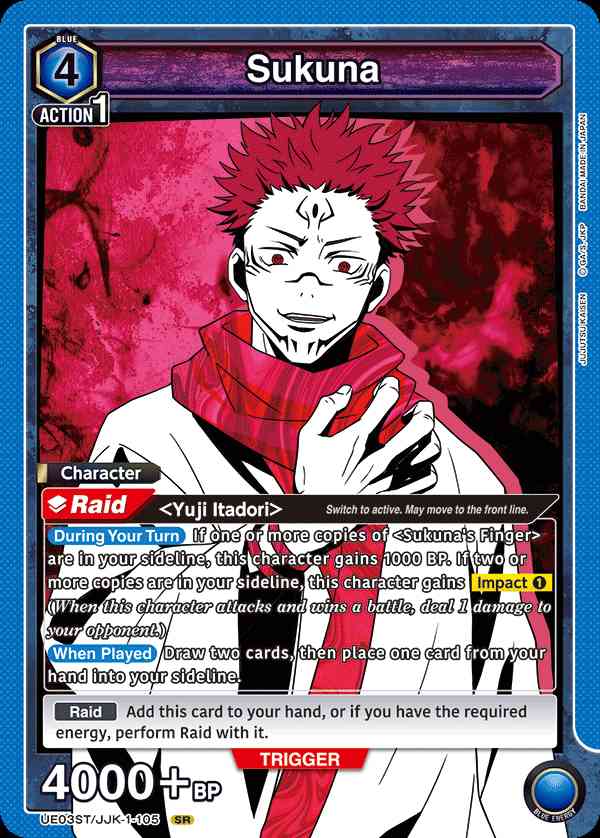 BLUE
4
Sukuna
ACTION 1
BANDAI MADE IN JAPAN
© GA/S,JKP
JUJUTSU KAISEN
Character
Raid <Yuji Itadori> Switch to active. May move to the front line.
During Your Turn If one or more copies of <Sukuna's Finger>
are in your sideline, this character gains 1000 BP. If two or
more copies are in your sideline, this character gains Impact 1
(When this character attacks and wins a battle, deal 1 damage to
your opponent.)
When Played Draw two cards, then place one card from your
hand into your sideline.
Raid Add this card to your hand, or if you have the required
energy, perform Raid with it.
TRIGGER
4000+BP
UE03ST/JJK-1-105 SR
BLUE ENERGY